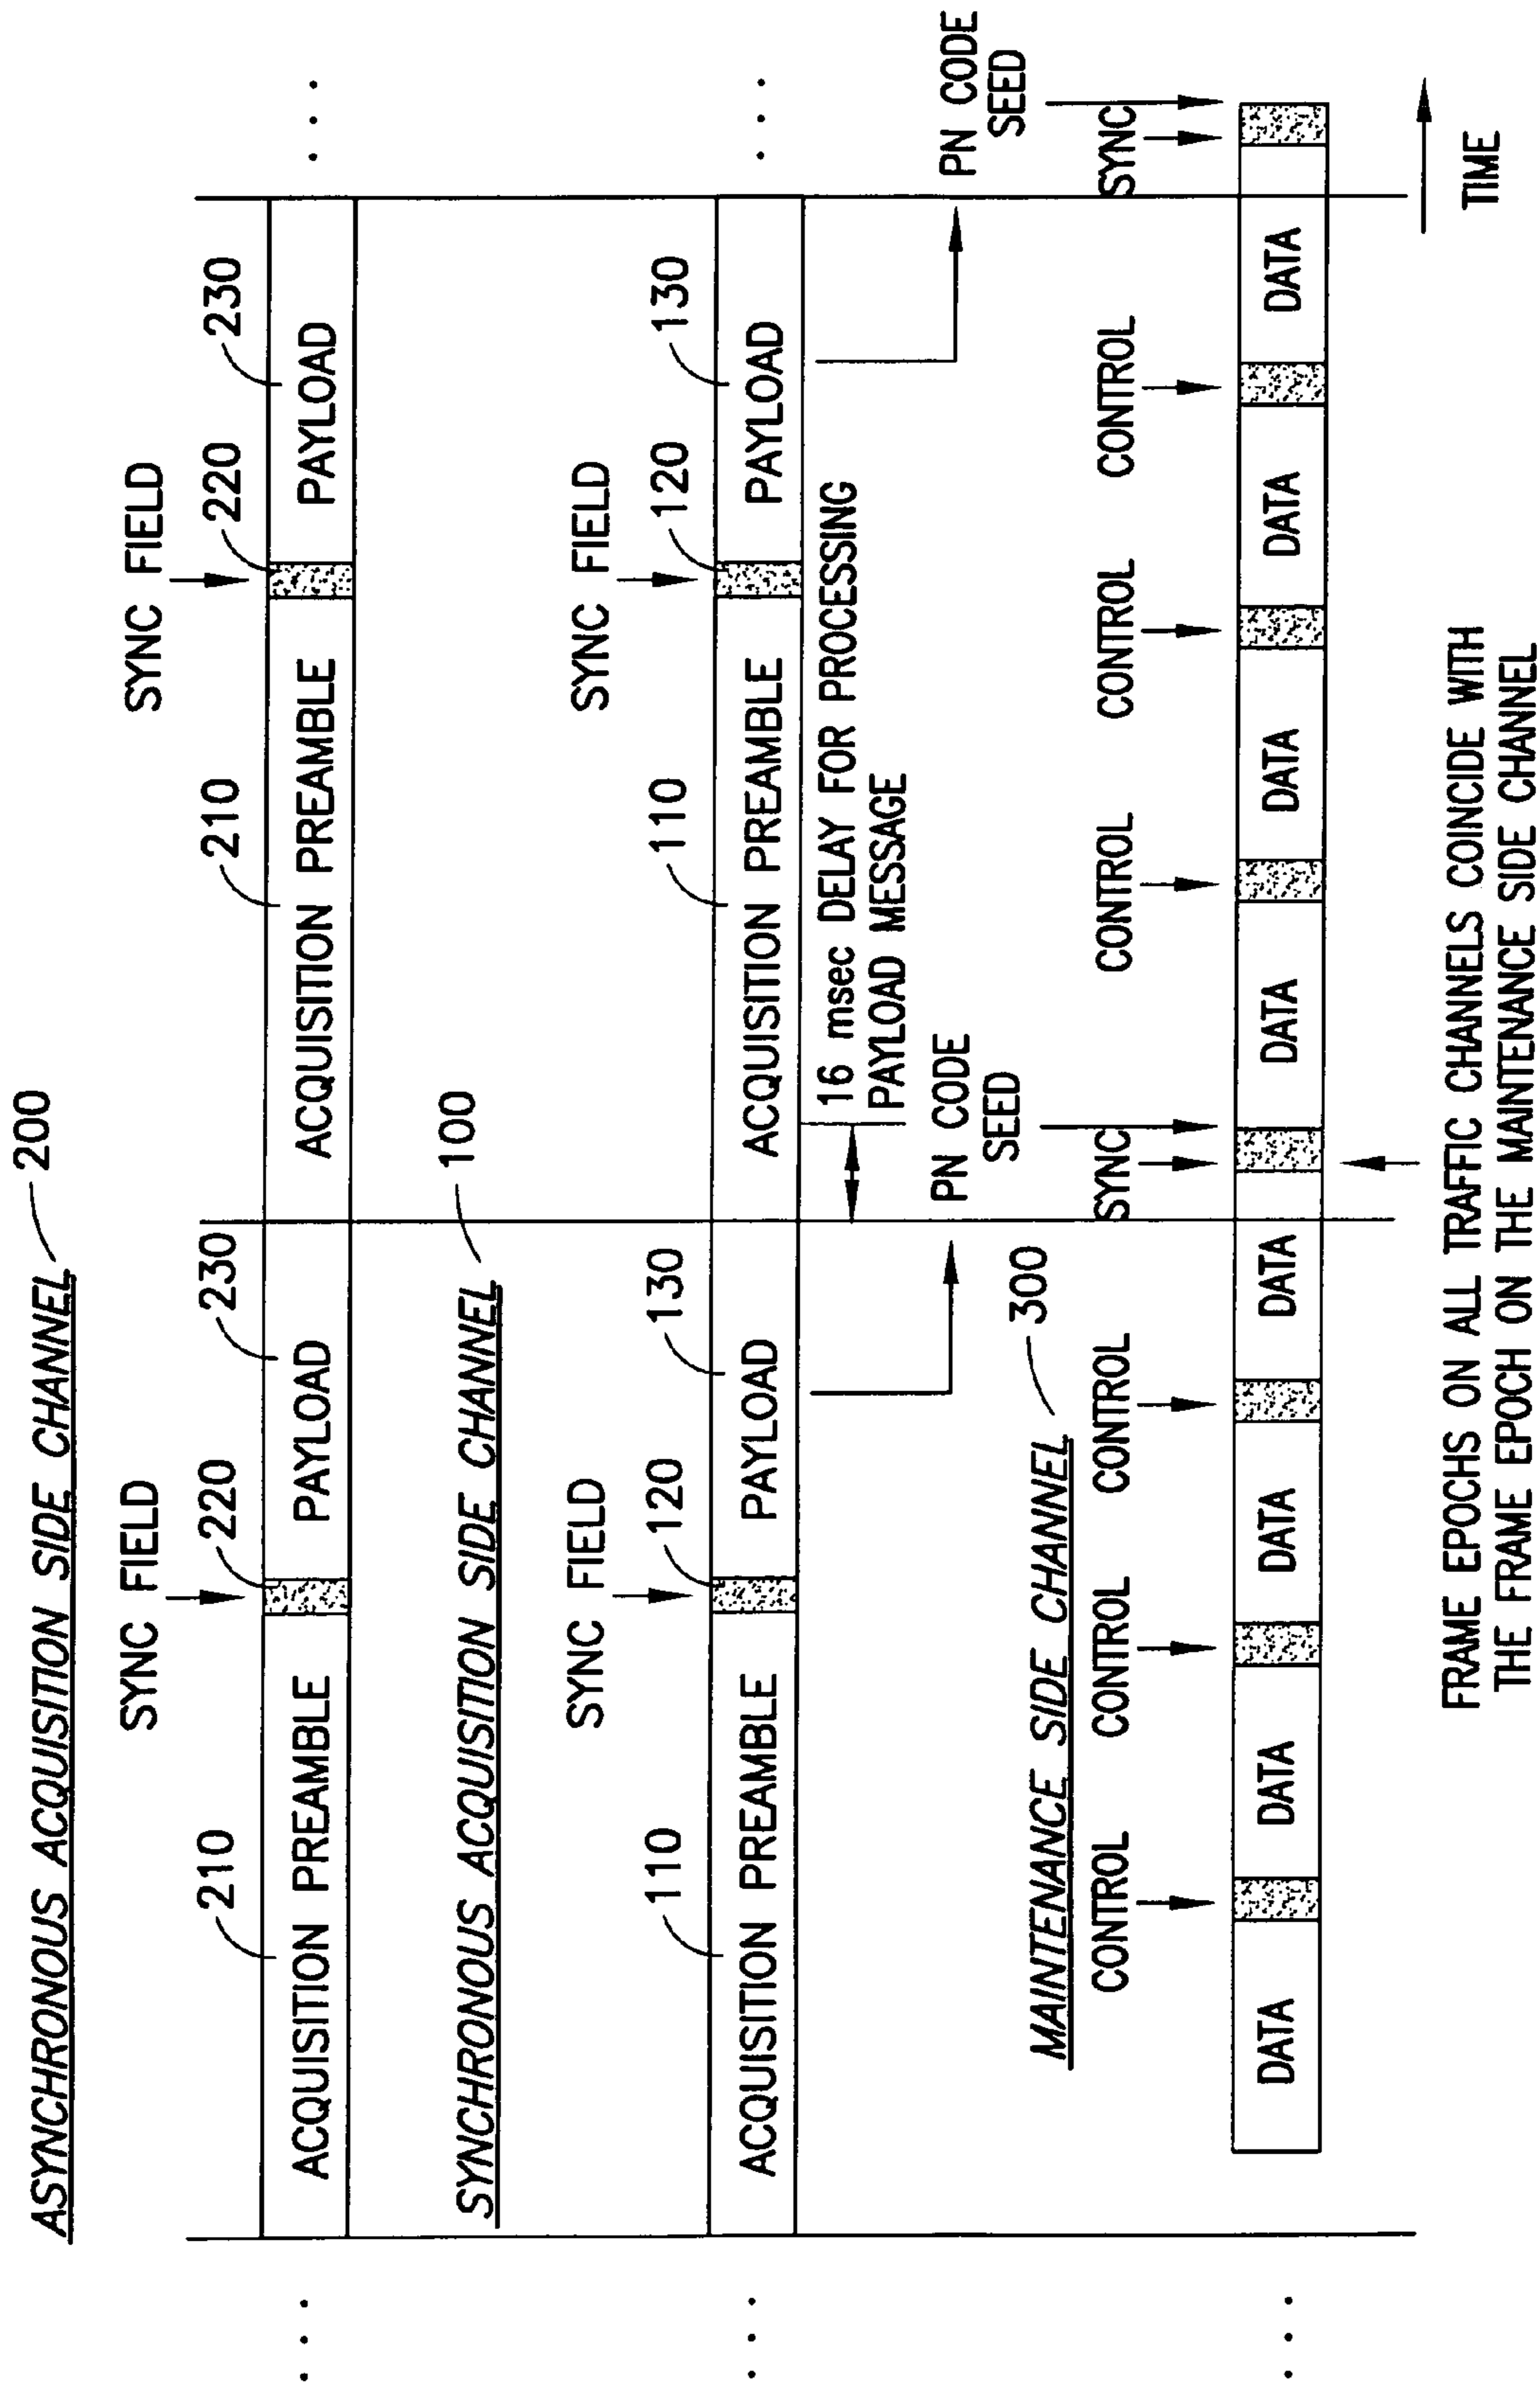 ASYNCHRONOUS ACQUISITION SIDE CHANNEL 200
SYNC FIELD
SYNC FIELD
210
220
230
210
220
230
... ACQUISITION PREAMBLE PAYLOAD ACQUISITION PREAMBLE PAYLOAD ...
SYNCHRONOUS ACQUISITION SIDE CHANNEL 100
SYNC FIELD
SYNC FIELD
110
120
130
110
120
130
... ACQUISITION PREAMBLE PAYLOAD ACQUISITION PREAMBLE PAYLOAD ...
16 msec DELAY FOR PROCESSING
PAYLOAD MESSAGE
PN CODE
SEED
PN CODE
SEED
MAINTENANCE SIDE CHANNEL 300
CONTROL CONTROL CONTROL SYNC CONTROL CONTROL CONTROL SYNC
... DATA DATA DATA DATA DATA DATA DATA DATA
TIME
FRAME EPOCHS ON ALL TRAFFIC CHANNELS COINCIDE WITH
THE FRAME EPOCH ON THE MAINTENANCE SIDE CHANNEL